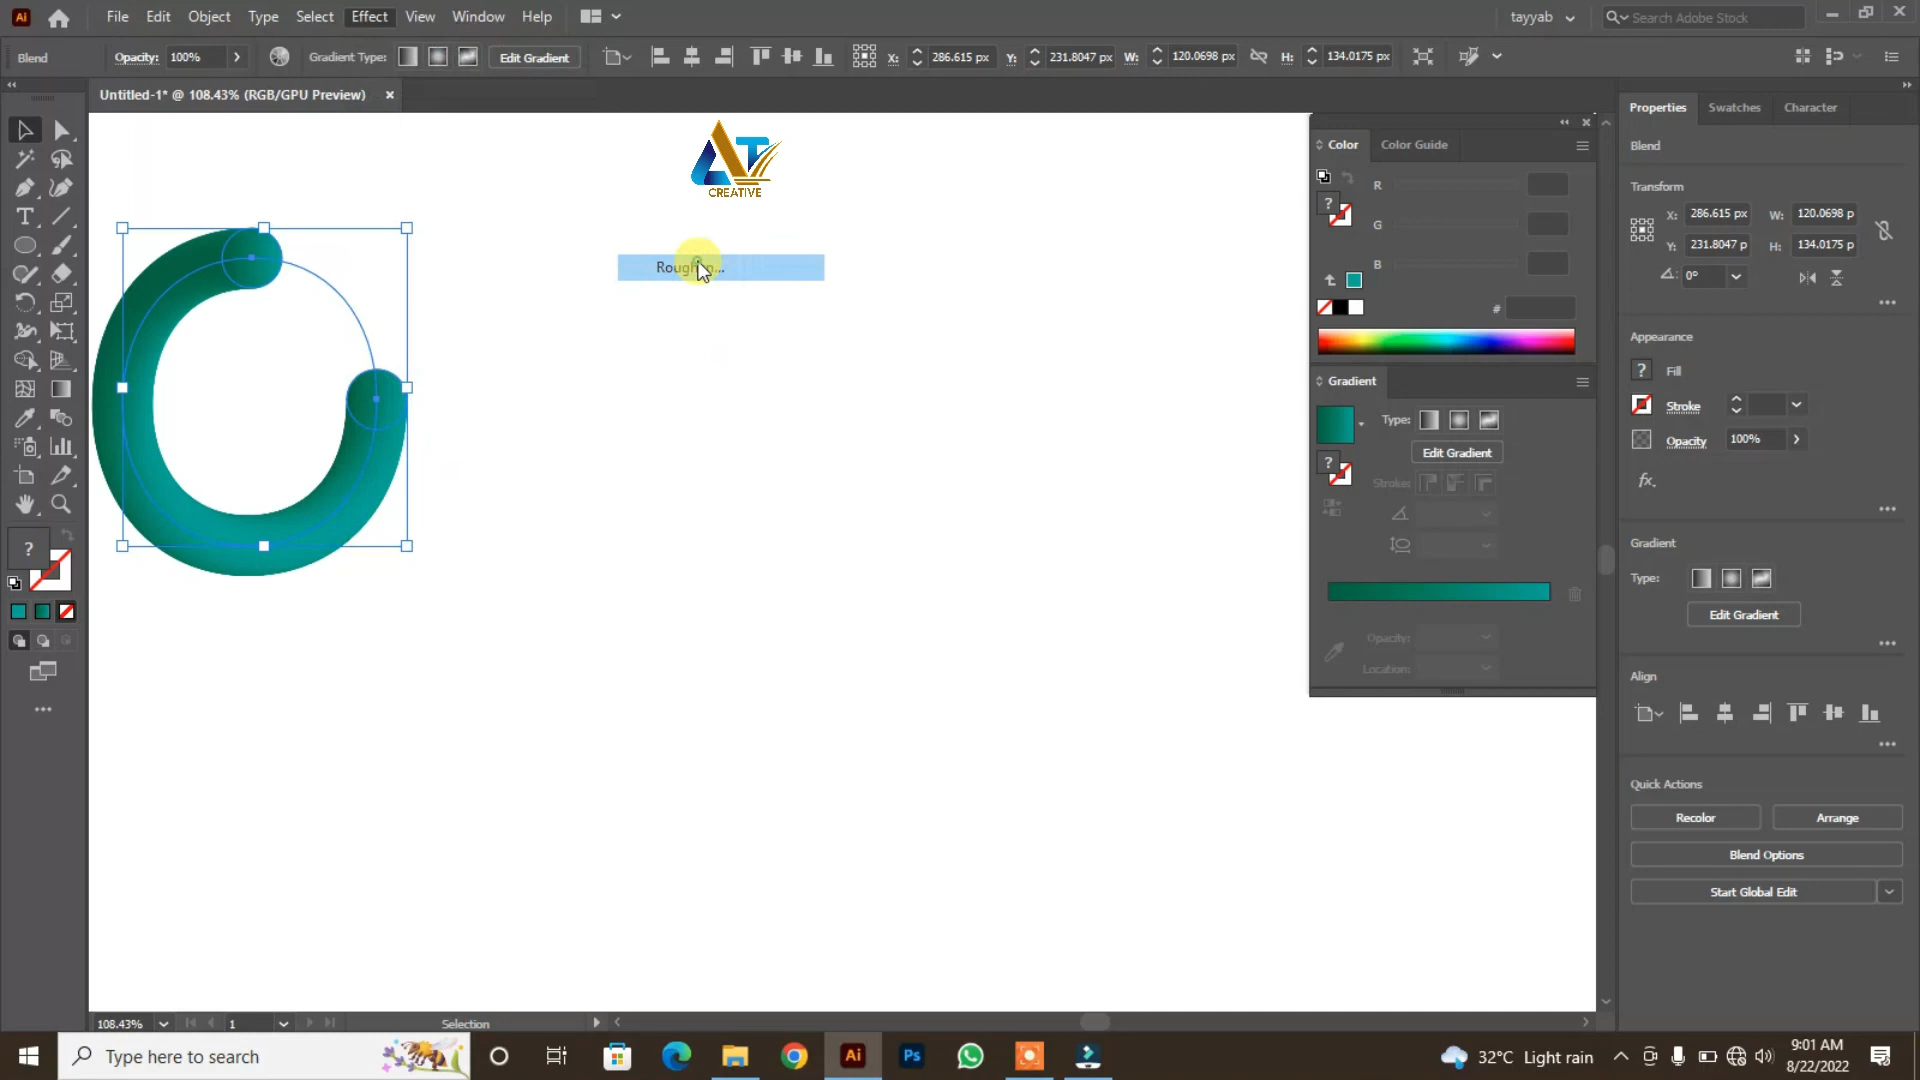 Ai File Edit Object Type Select Effect View Window Help tayyab Search Adobe Stock
Blend Opacity: 100% Gradient Type: Edit Gradient X: 286.615 px Y: 231.8047 px W: 120.0698 px H: 134.0175 px
Untitled-1* @ 108.43% (RGB/GPU Preview)
AT
CREATIVE
Color Color Guide
?
R
G
B
#
Gradient
Type:
Edit Gradient
?
Stroke:
Opacity:
Location:
Properties Swatches Character
Blend
Transform
X: 286.615 px W: 120.0698 p
Y: 231.8047 p H: 134.0175 p
0°
Appearance
? Fill
Stroke
Opacity 100%
fx.
Gradient
Type:
Edit Gradient
Align
Quick Actions
Recolor Arrange
Blend Options
Start Global Edit
T
?
108.43% 1 Selection
Type here to search Ai Ps 32°C Light rain 9:01 AM
8/22/2022